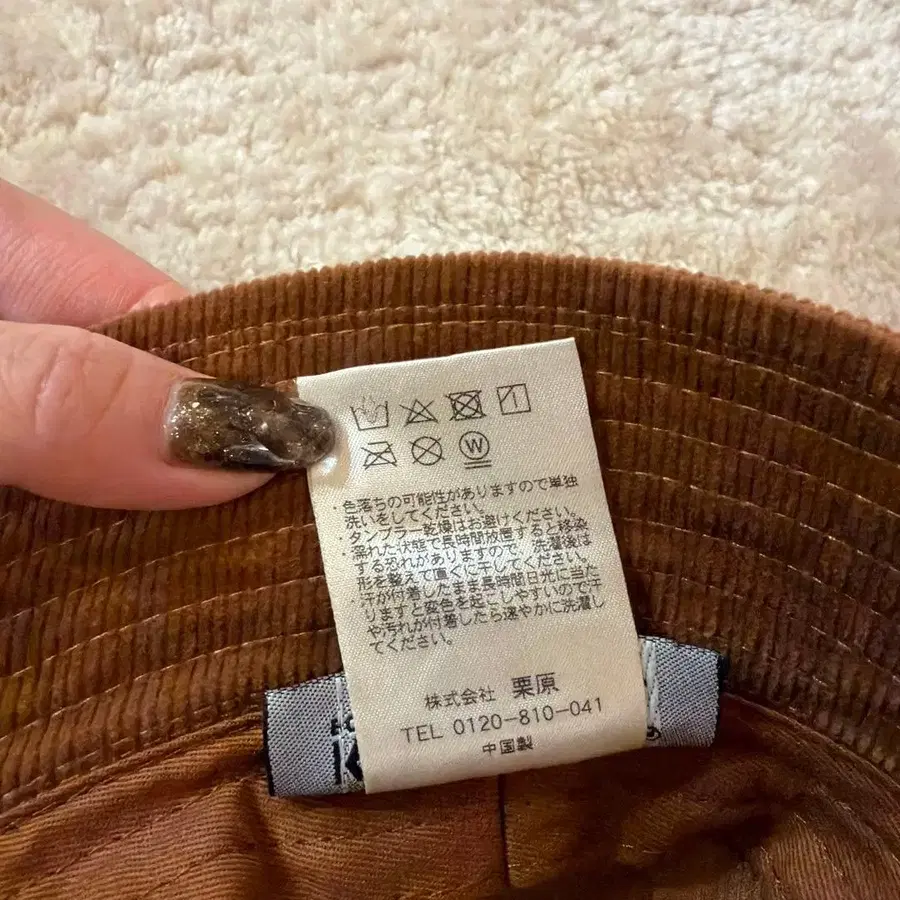 W
・色落ちの可能性がありますので単独
洗いをしてください。
・タンブラー乾燥はお避けください。
・濡れた状態で長時間放置すると移染
する恐れがありますので、洗濯後は
形を整えて直ぐに干してください。
・汗が付着したまま長時間日光に当た
りますと変色を起こしやすいので汗
や汚れが付着したら速やかに洗濯し
てください。
株式会社 栗原
TEL 0120-810-041
中国製